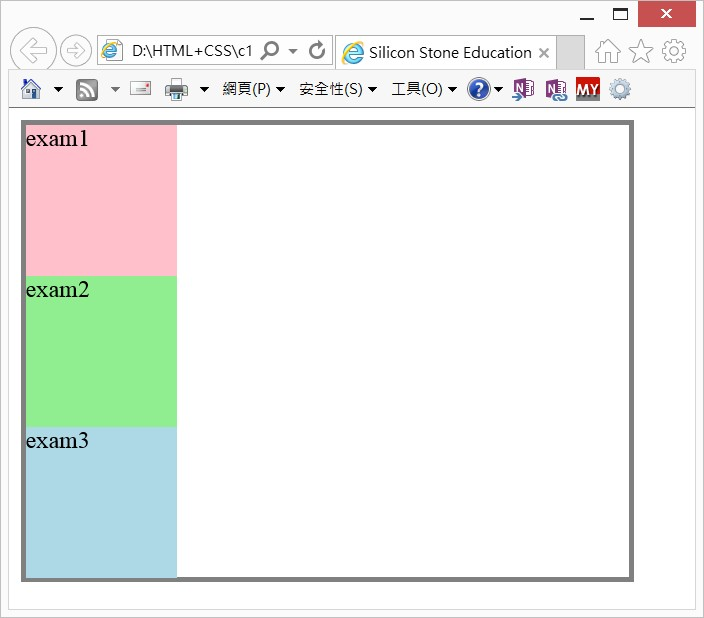 D:\HTML+CSS\c1
Silicon Stone Education
網頁(P) 安全性(S) 工具(O) ? N N MY
exam1
exam2
exam3